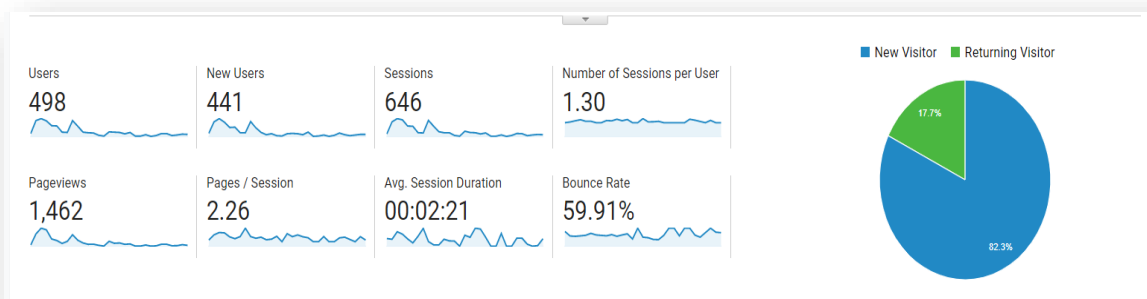 New Visitor
Returning Visitor
Users
498
New Users
441
Sessions
646
Number of Sessions per User
1.30
Pageviews
1,462
Pages / Session
2.26
Avg. Session Duration
00:02:21
Bounce Rate
59.91%
17.7%
82.3%